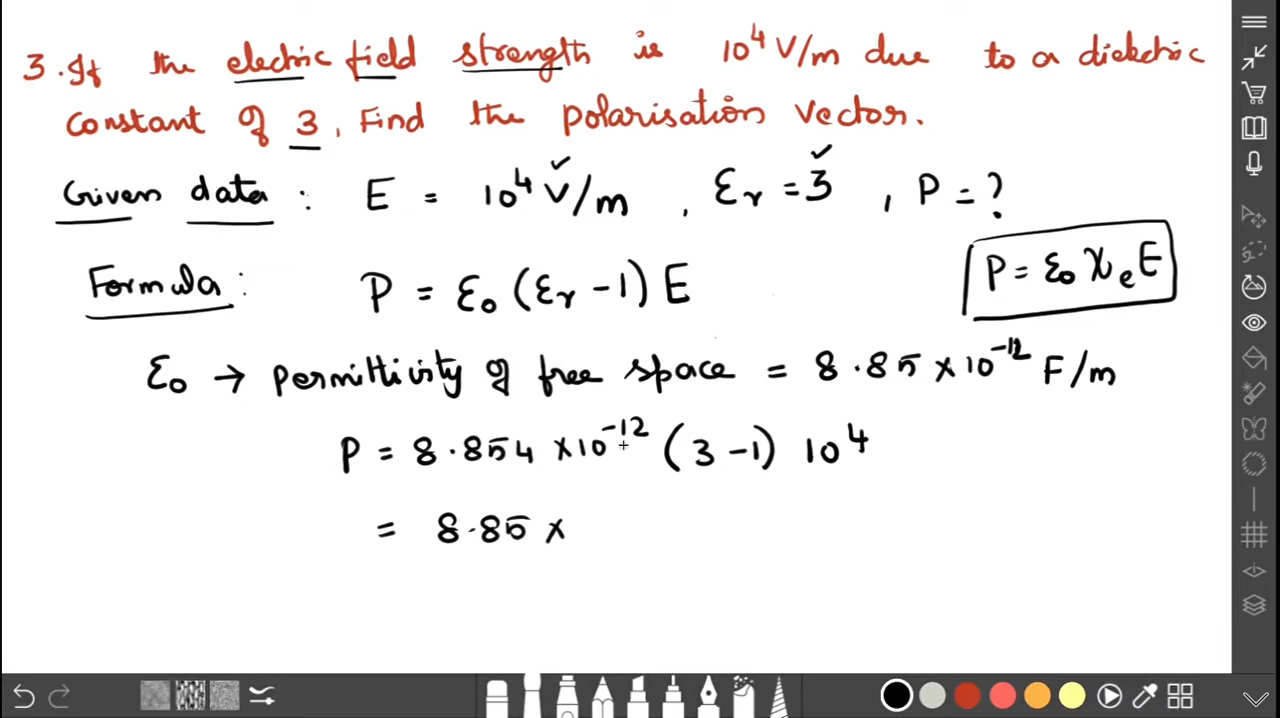 3. If the electric field strength is 10⁴ V/m due to a dielectric
constant of 3, Find the polarisation vector.
Given data : E = 10⁴ V/m , εr = 3 , P = ?
Formula : P = ε₀ (εr - 1) E
P = ε₀ χe E
ε₀ → Permittivity of free space = 8.85 × 10⁻¹² F/m
P = 8.854 × 10⁻¹² (3 - 1) 10⁴
= 8.85 ×